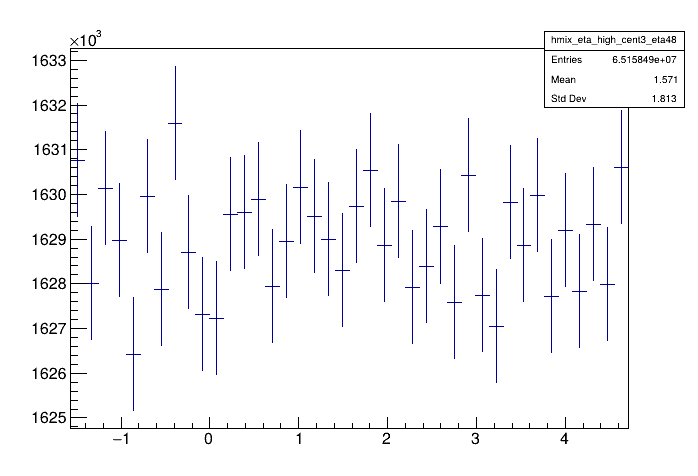 ×10³
hmix_eta_high_cent3_eta48
Entries 6.515849e+07
Mean 1.571
Std Dev 1.813
1633
1632
1631
1630
1629
1628
1627
1626
1625
−1 0 1 2 3 4